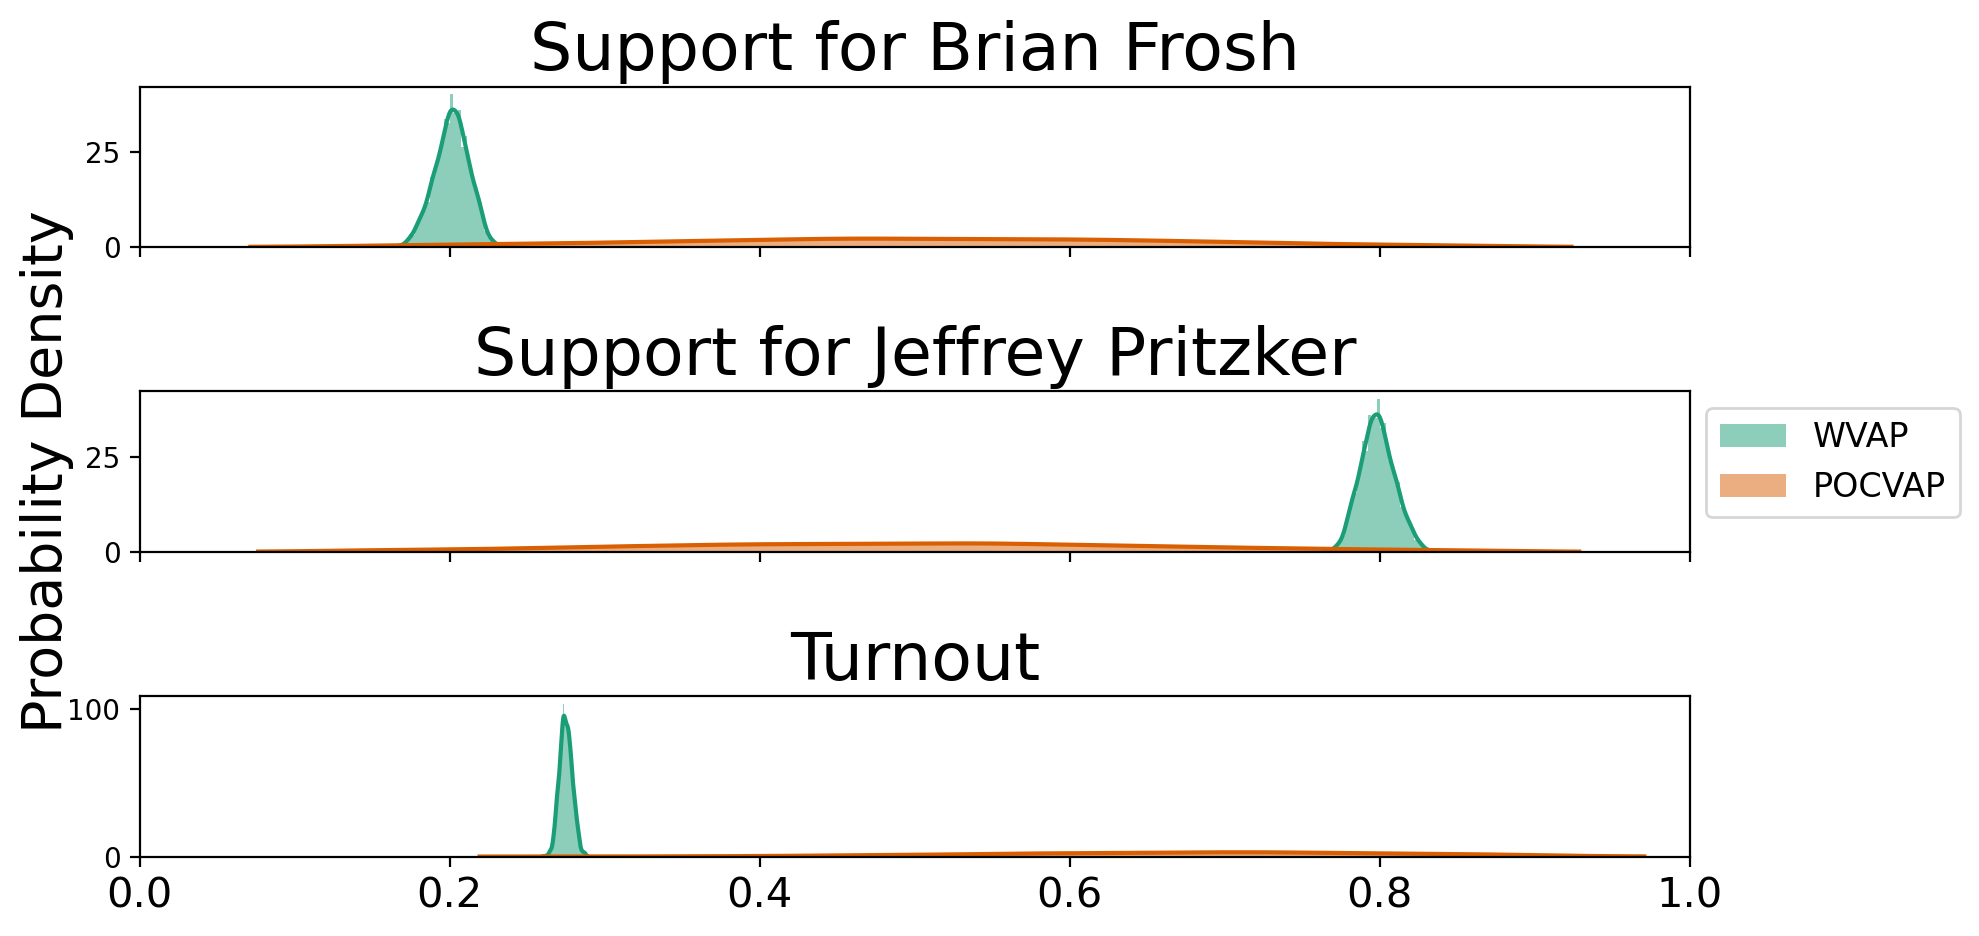 Support for Brian Frosh
25
0
Support for Jeffrey Pritzker
25
0
Turnout
100
0
0.0 0.2 0.4 0.6 0.8 1.0
Probability Density
WVAP
POCVAP